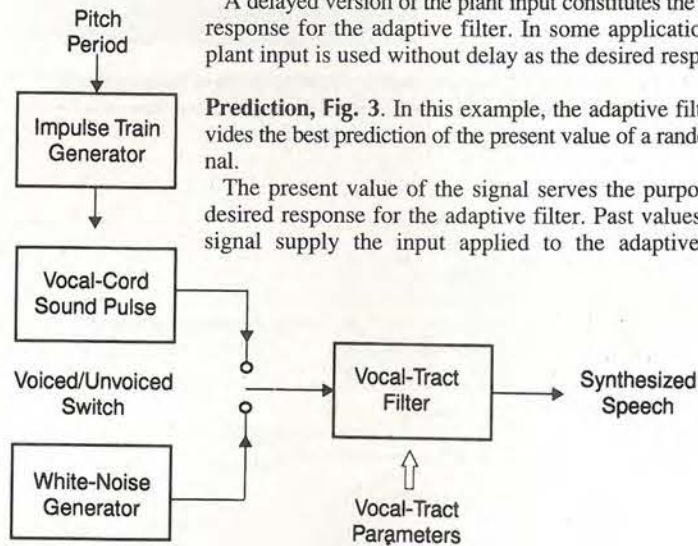 A delayed version of the plant input constitutes the
response for the adaptive filter. In some applicatio
plant input is used without delay as the desired resp
Prediction, Fig. 3. In this example, the adaptive fil
vides the best prediction of the present value of a rand
nal.
The present value of the signal serves the purpo
desired response for the adaptive filter. Past values
signal supply the input applied to the adaptive
Pitch
Period
Impulse Train
Generator
Vocal-Cord
Sound Pulse
Voiced/Unvoiced
Switch
White-Noise
Generator
Vocal-Tract
Filter
Vocal-Tract
Parameters
Synthesized
Speech